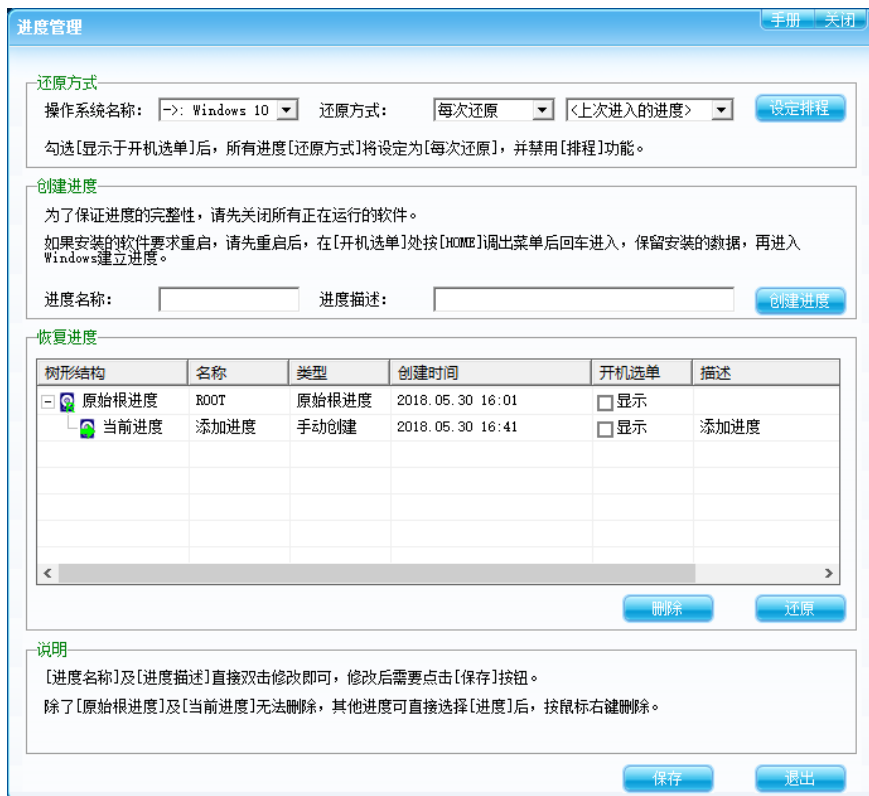 手册 关闭
进度管理
还原方式
操作系统名称: ->: Windows 10 还原方式: 每次还原 <上次进入的进度> 设定排程
勾选[显示于开机选单]后，所有进度[还原方式]将设定为[每次还原]，并禁用[排程]功能。
创建进度
为了保证进度的完整性，请先关闭所有正在运行的软件。
如果安装的软件要求重启，请先重启后，在[开机选单]处按[HOME]调出菜单后回车进入，保留安装的数据，再进入
Windows建立进度。
进度名称: 进度描述: 创建进度
恢复进度
树形结构 名称 类型 创建时间 开机选单 描述
原始根进度 ROOT 原始根进度 2018.05.30 16:01 显示
当前进度 添加进度 手动创建 2018.05.30 16:41 显示 添加进度
删除 还原
说明
[进度名称]及[进度描述]直接双击修改即可，修改后需要点击[保存]按钮。
除了[原始根进度]及[当前进度]无法删除，其他进度可直接选择[进度]后，按鼠标右键删除。
保存 退出